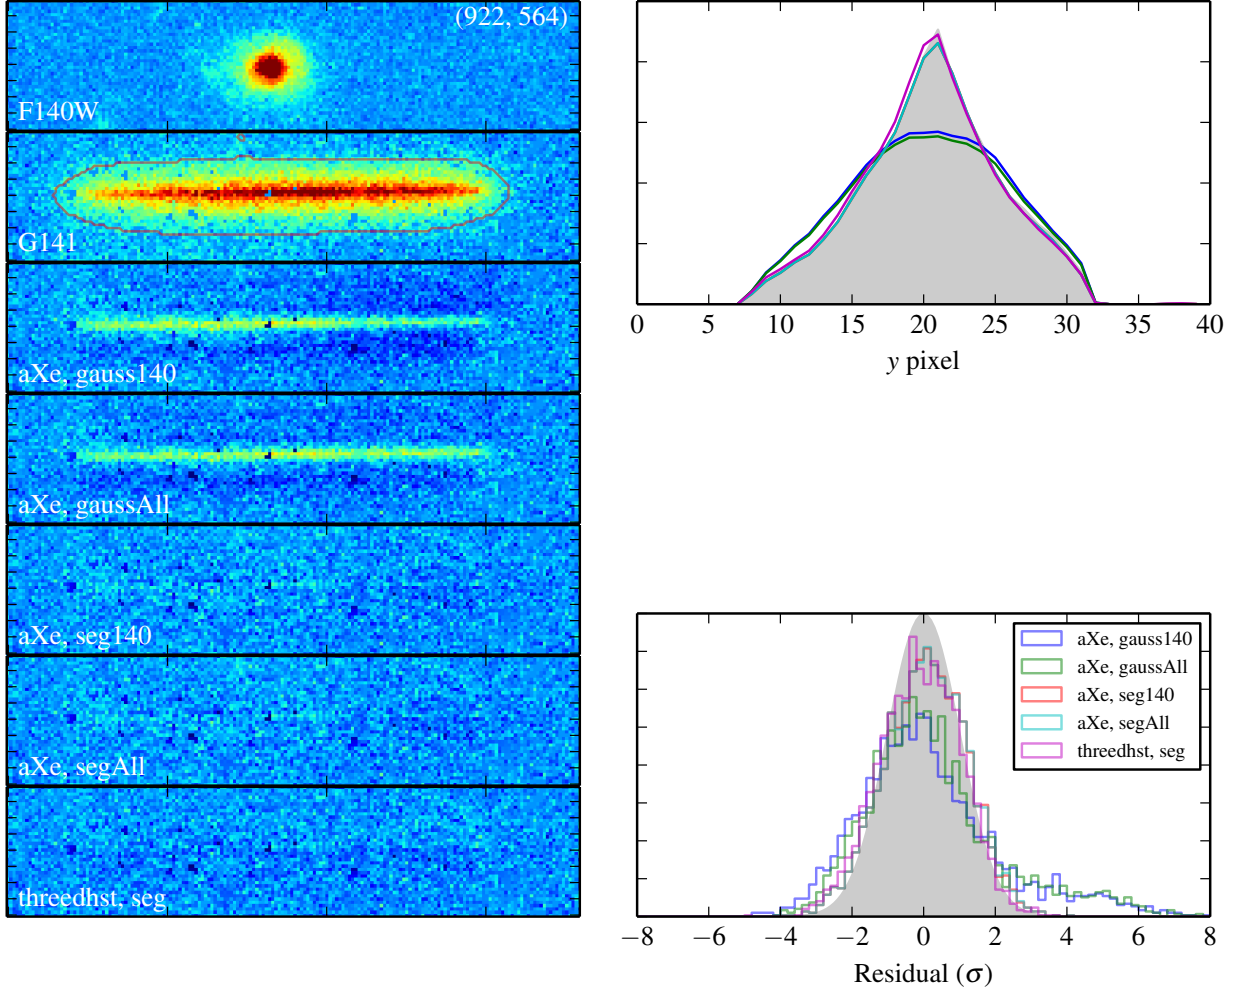 (922, 564)
F140W
G141
aXe, gauss140
aXe, gaussAll
aXe, seg140
aXe, segAll
threedhst, seg
0 5 10 15 20 25 30 35 40
y pixel
aXe, gauss140
aXe, gaussAll
aXe, seg140
aXe, segAll
threedhst, seg
−8 −6 −4 −2 0 2 4 6 8
Residual (σ)